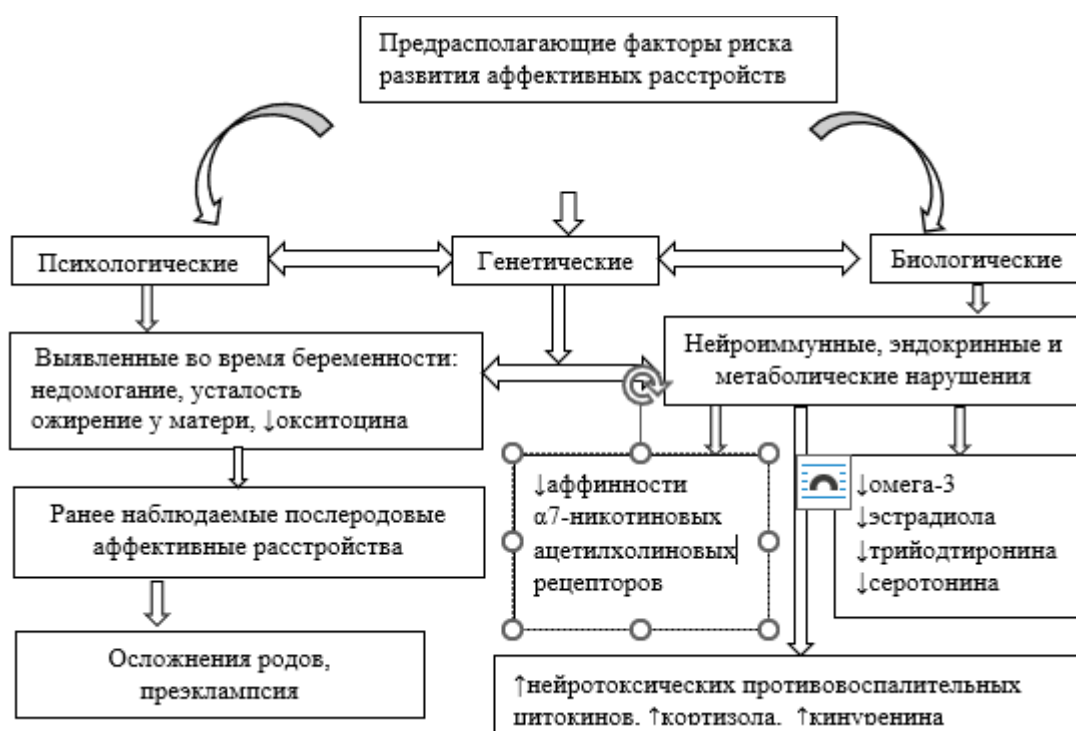 Предрасполагающие факторы риска
развития аффективных расстройств
Психологические
Генетические
Биологические
Выявленные во время беременности:
недомогание, усталость
ожирение у матери, ↓окситоцина
Нейроиммунные, эндокринные и
метаболические нарушения
Ранее наблюдаемые послеродовые
аффективные расстройства
↓аффинности
α7-никотиновых
ацетилхолиновых
рецепторов
↓омега-3
↓эстрадиола
↓трийодтиронина
↓серотонина
Осложнения родов,
преэклампсия
↑нейротоксических противовоспалительных
цитокинов, ↑кортизола, ↑кинуренина